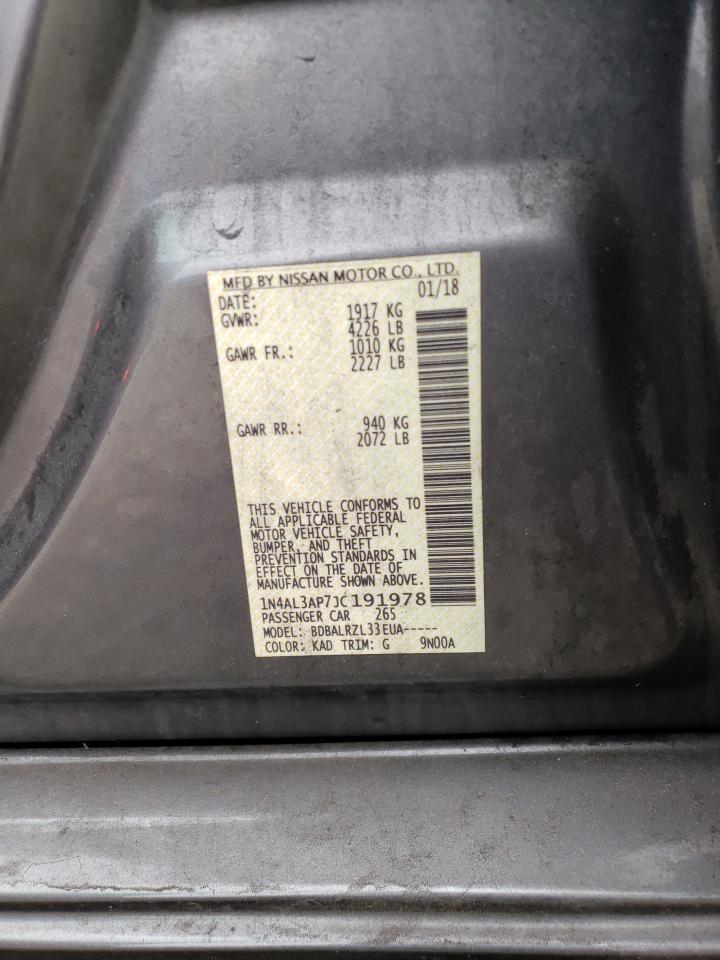 MFD BY NISSAN MOTOR CO., LTD.
DATE: 01/18
GVWR: 1917 KG
4226 LB
GAWR FR.: 1010 KG
2227 LB
GAWR RR.: 940 KG
2072 LB
THIS VEHICLE CONFORMS TO
ALL APPLICABLE FEDERAL
MOTOR VEHICLE SAFETY,
BUMPER, AND THEFT
PREVENTION STANDARDS IN
EFFECT ON THE DATE OF
MANUFACTURE SHOWN ABOVE.
1N4AL3AP7JC191978
PASSENGER CAR 265
MODEL: BDBALRZL33EUA-----
COLOR: KAD TRIM: G 9N00A